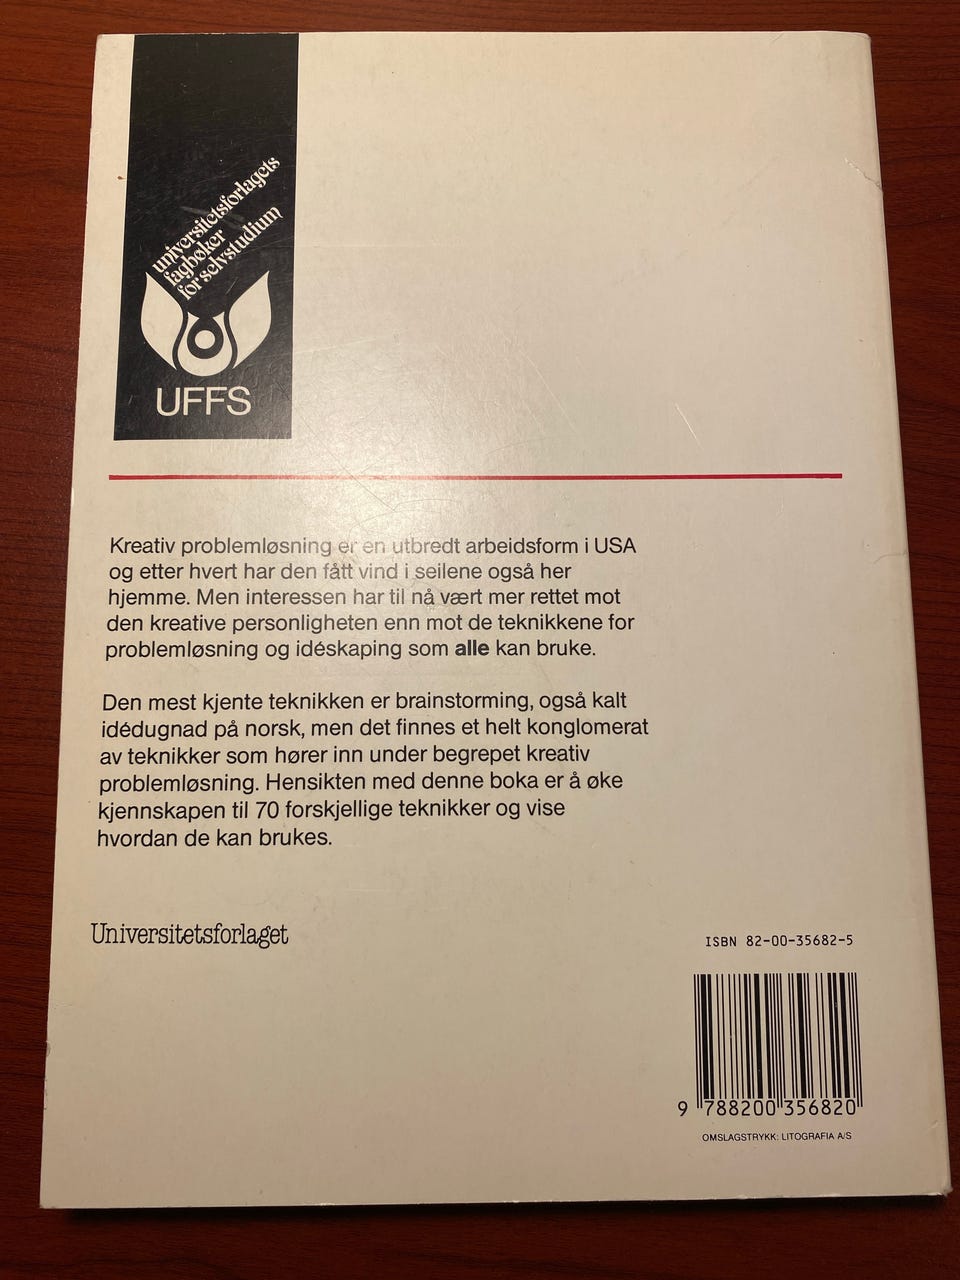 universitetsforlagets
fagbøker
for selvstudium
UFFS
Kreativ problemløsning er en utbredt arbeidsform i USA
og etter hvert har den fått vind i seilene også her
hjemme. Men interessen har til nå vært mer rettet mot
den kreative personligheten enn mot de teknikkene for
problemløsning og idéskaping som alle kan bruke.
Den mest kjente teknikken er brainstorming, også kalt
idédugnad på norsk, men det finnes et helt konglomerat
av teknikker som hører inn under begrepet kreativ
problemløsning. Hensikten med denne boka er å øke
kjennskapen til 70 forskjellige teknikker og vise
hvordan de kan brukes.
Universitetsforlaget
ISBN 82-00-35682-5
9 788200 356820
OMSLAGSTRYKK: LITOGRAFIA A/S